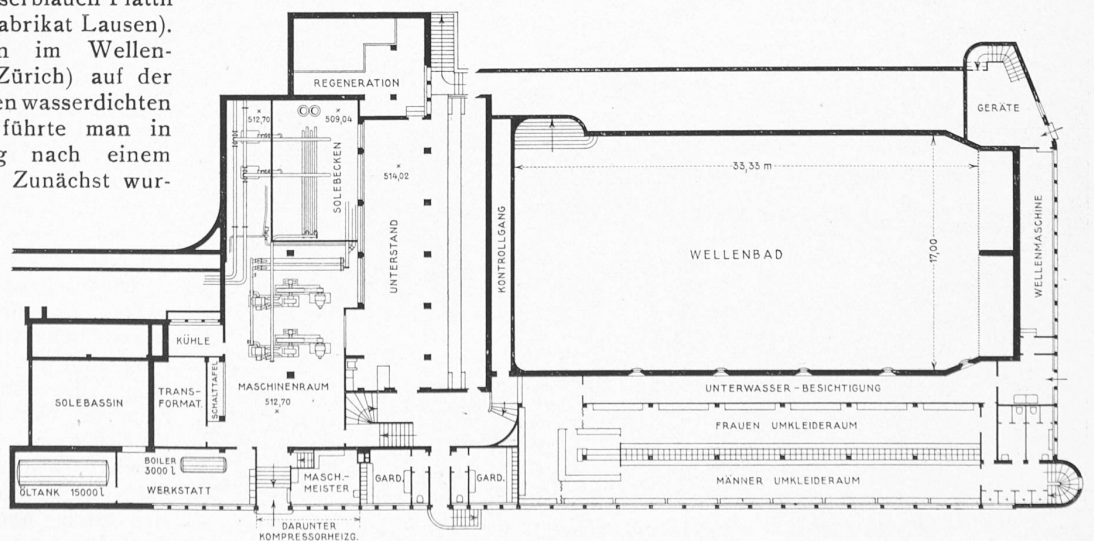 serblauen Plättli
abrikat Lausen).
n im Wellen-
Zürich) auf der
en wasserdichten
führte man in
g nach einem
Zunächst wur-
REGENERATION
GERÄTE
512,70
509,04
SOLEBECKEN
514,02
UNTERSTAND
KONTROLLGANG
33,33 m
WELLENBAD
17,00
WELLENMASCHINE
KÜHLE
SOLEBASSIN
TRANS-
FORMAT.
SCHALTTAFEL
MASCHINENRAUM
512,70
UNTERWASSER-BESICHTIGUNG
FRAUEN UMKLEIDERAUM
MÄNNER UMKLEIDERAUM
ÖLTANK 15000 l
BOILER
3000 l
WERKSTATT
MASCH.-
MEISTER
GARD.
GARD.
DARUNTER
KOMPRESSORHEIZG.